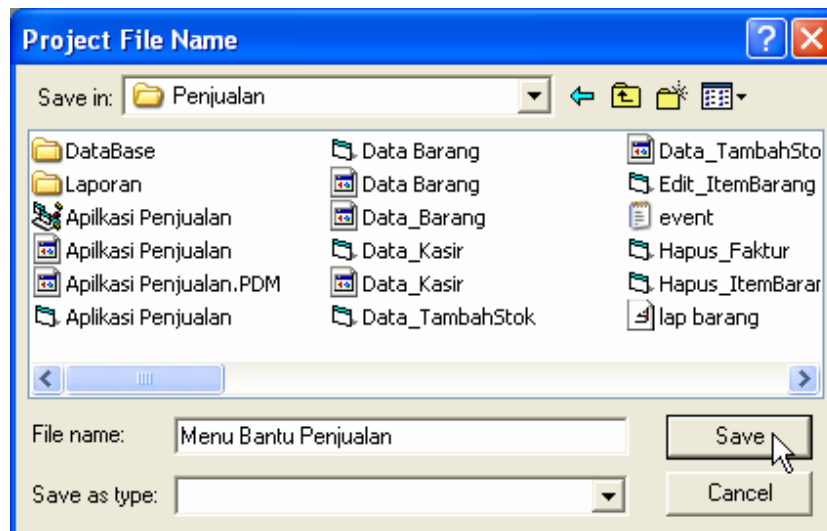 Project File Name
Save in: Penjualan
DataBase
Laporan
Apilkasi Penjualan
Apilkasi Penjualan
Apilkasi Penjualan.PDM
Aplikasi Penjualan
Data Barang
Data Barang
Data_Barang
Data_Kasir
Data_Kasir
Data_TambahStok
Data_TambahSto
Edit_ItemBarang
event
Hapus_Faktur
Hapus_ItemBarar
lap barang
File name: Menu Bantu Penjualan
Save
Save as type:
Cancel